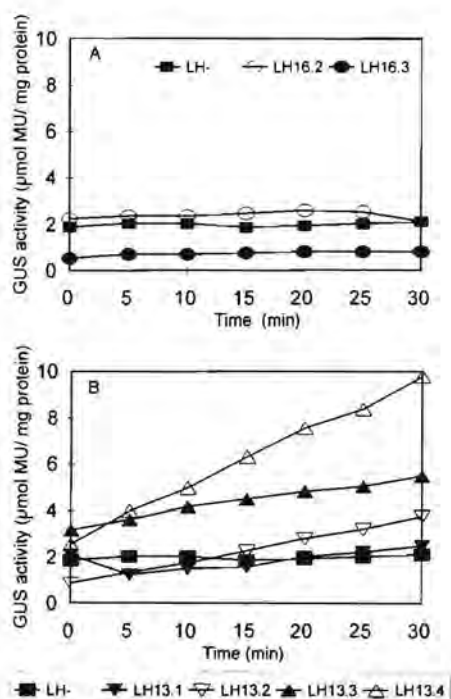 A
LH- LH16.2
LH16.3
GUS activity (µmol MU/ mg protein)
10
8
6
4
2
0
0 5 10 15 20 25 30
Time (min)
B
GUS activity (µmol MU/ mg protein)
10
8
6
4
2
0
0 5 10 15 20 25 30
Time (min)
LH- LH13.1 LH13.2 LH13.3 LH13.4